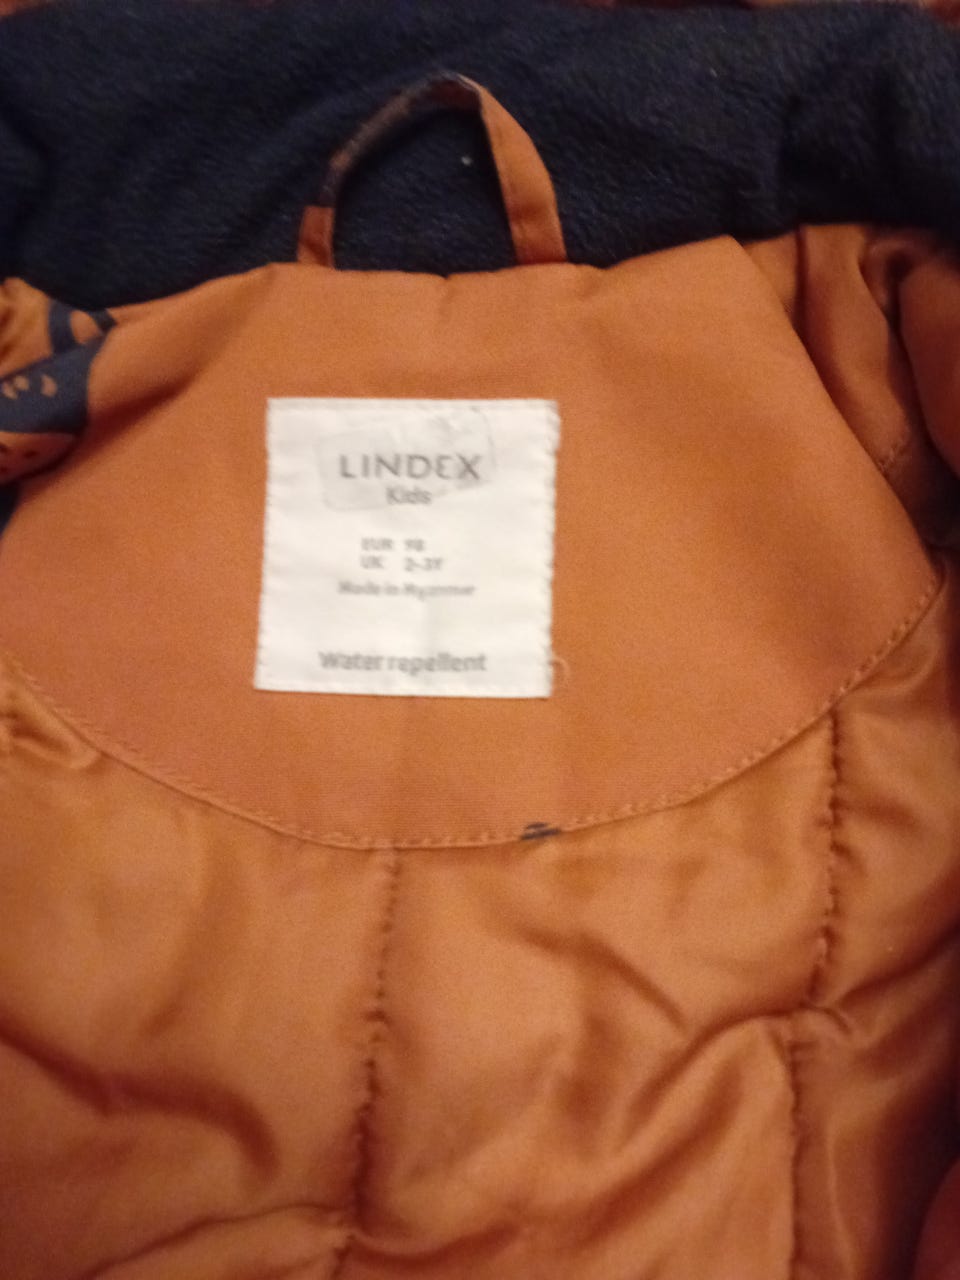 LINDEX
Kids
EUR 98
UK 2-3Y
Made in Myanmar
Water repellent